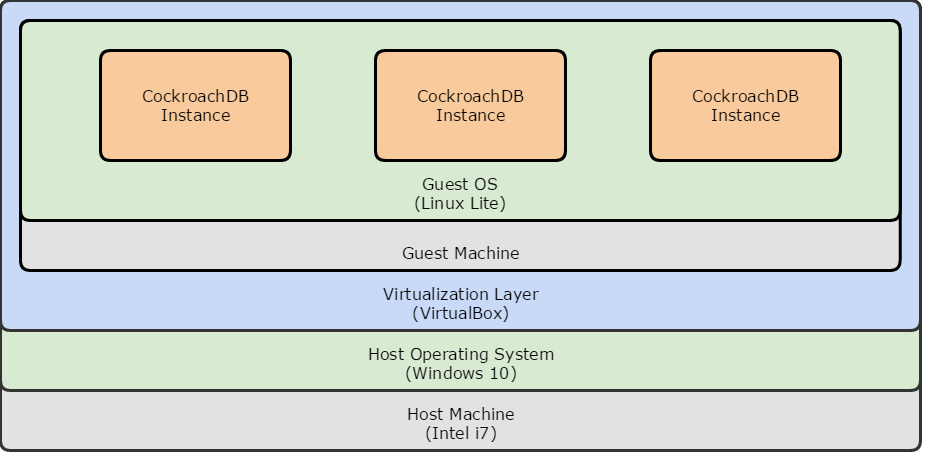 CockroachDB
Instance
CockroachDB
Instance
CockroachDB
Instance
Guest OS
(Linux Lite)
Guest Machine
Virtualization Layer
(VirtualBox)
Host Operating System
(Windows 10)
Host Machine
(Intel i7)